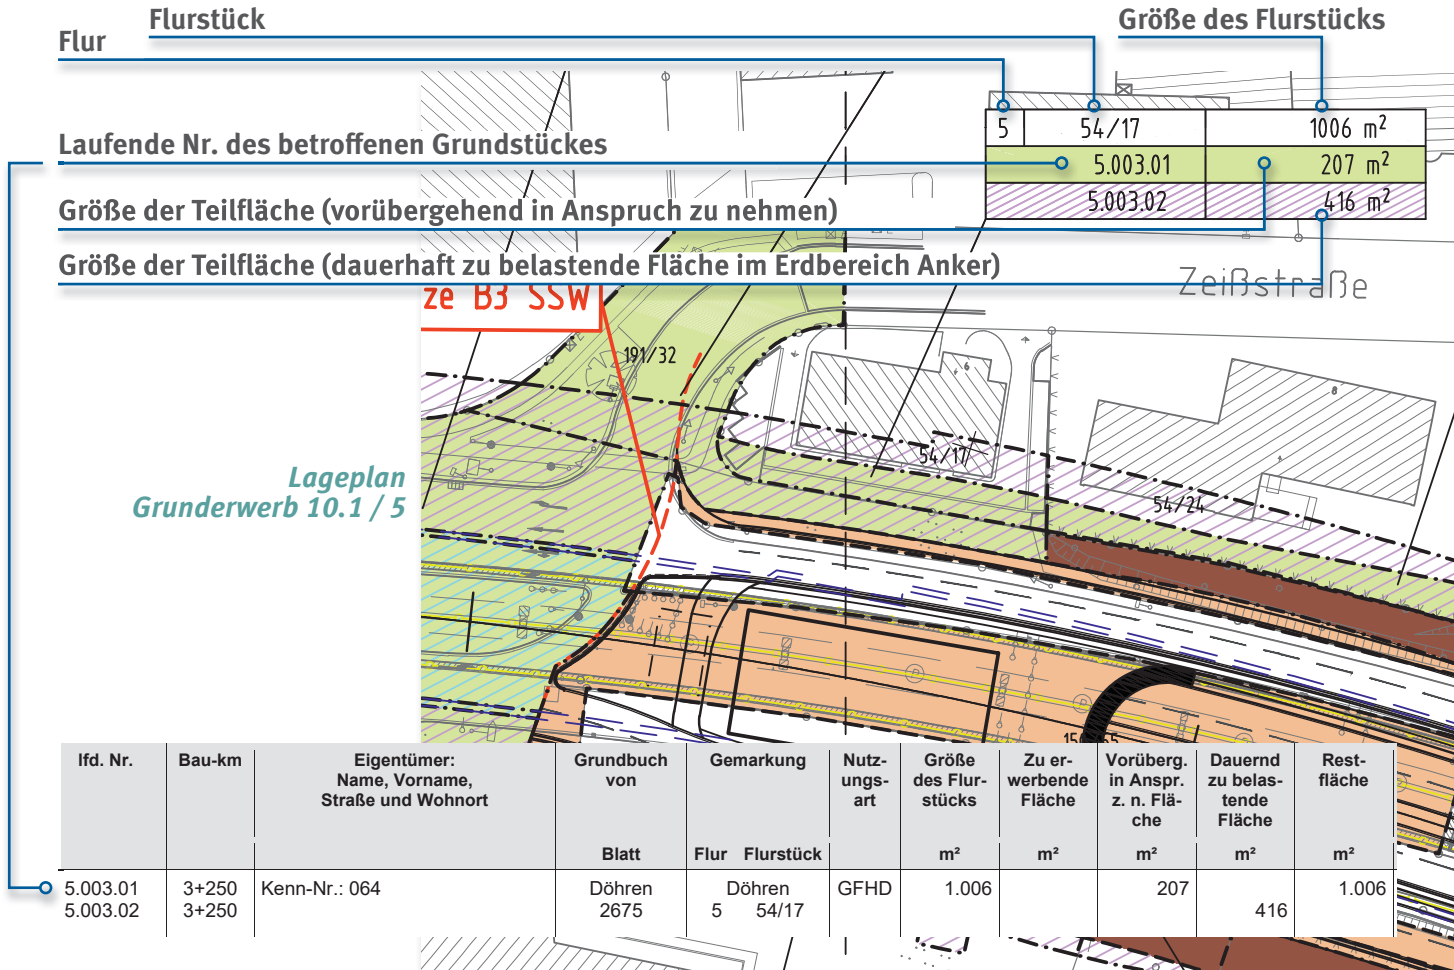 Flurstück
Größe des Flurstücks
Flur
5 54/17 1006 m²
Laufende Nr. des betroffenen Grundstückes
5.003.01 207 m²
5.003.02 416 m²
Größe der Teilfläche (vorübergehend in Anspruch zu nehmen)
Größe der Teilfläche (dauerhaft zu belastende Fläche im Erdbereich Anker)
Zeißstraße
ze B3 SSW
191/32
6
8
54/17
54/24
Lageplan
Grunderwerb 10.1 / 5
lfd. Nr. Bau-km Eigentümer: Grundbuch Gemarkung Nutz- Größe Zu er- Vorüberg. Dauernd Rest-
Name, Vorname, von ungs- des Flur- werbende in Anspr. zu belas- fläche
Straße und Wohnort art stücks Fläche z. n. Flä- tende
che Fläche
Blatt Flur Flurstück m² m² m² m² m²
5.003.01 3+250 Kenn-Nr.: 064 Döhren Döhren GFHD 1.006 207 1.006
5.003.02 3+250 2675 5 54/17 416